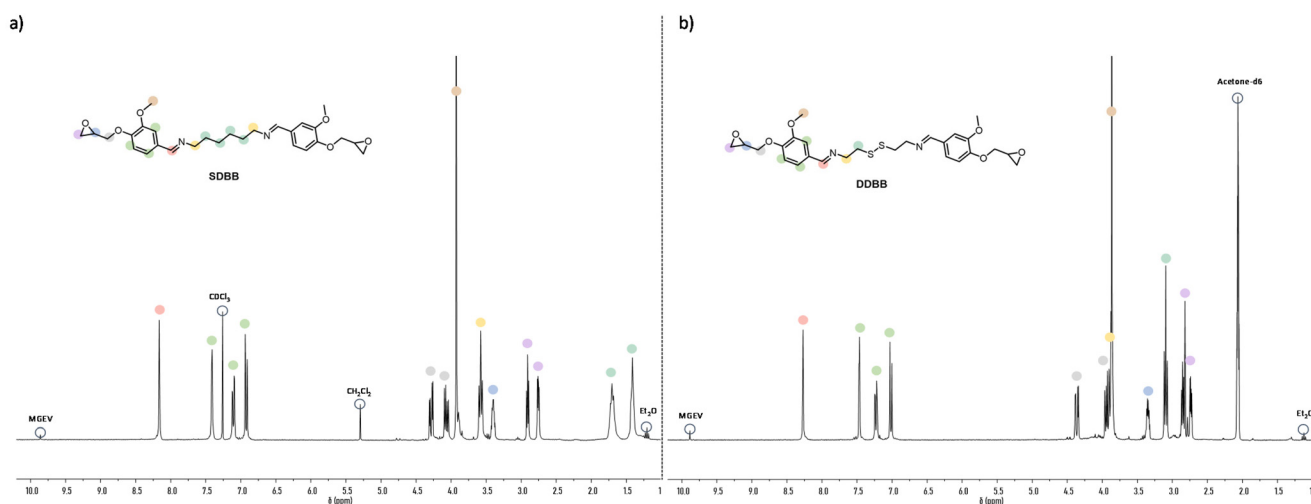 a)
O
O
O
N
N
O
O
O
SDBB
CDCl3
CH2Cl2
MGEV
Et2O
10.0 9.5 9.0 8.5 8.0 7.5 7.0 6.5 6.0 5.5 5.0 4.5 4.0 3.5 3.0 2.5 2.0 1.5 1
δ (ppm)
b)
O
O
O
N
S
S
N
O
O
O
DDBB
Acetone-d6
MGEV
Et2O
10.0 9.5 9.0 8.5 8.0 7.5 7.0 6.5 6.0 5.5 5.0 4.5 4.0 3.5 3.0 2.5 2.0 1.5 1.0
δ (ppm)